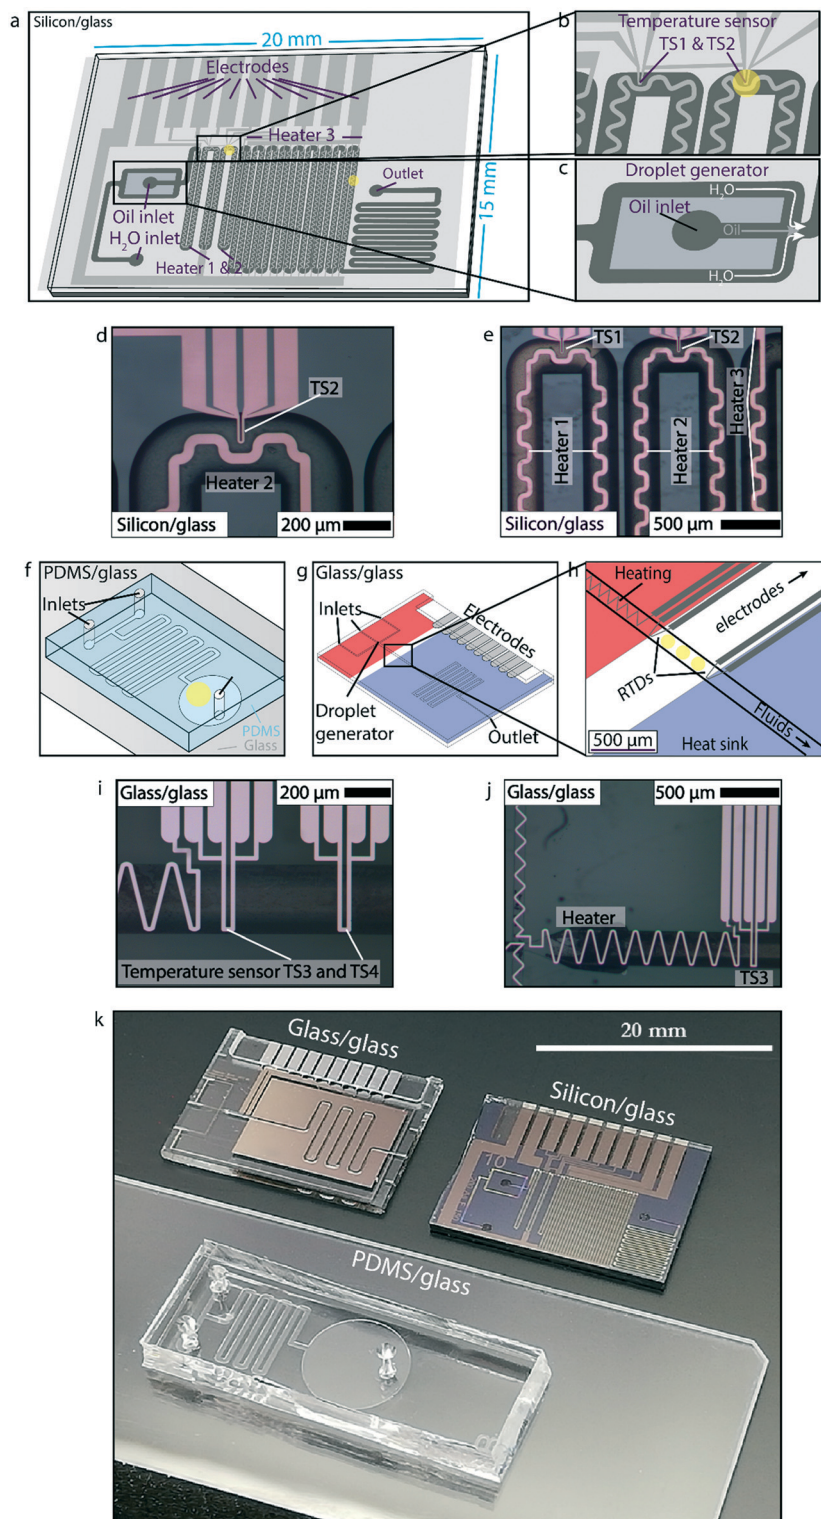 a
Silicon/glass
20 mm
Electrodes
Heater 3
Outlet
Oil inlet
H2O inlet
Heater 1 & 2
15 mm
b
Temperature sensor
TS1 & TS2
c
Droplet generator
H2O
Oil inlet
Oil
H2O
d
TS2
Heater 2
Silicon/glass
200 µm
e
TS1
TS2
Heater 1
Heater 2
Heater 3
Silicon/glass
500 µm
f
PDMS/glass
Inlets
PDMS
Glass
g
Glass/glass
Inlets
Electrodes
Droplet
generator
Outlet
h
Heating
electrodes
RTDs
Fluids
500 µm
Heat sink
i
Glass/glass
200 µm
Temperature sensor TS3 and TS4
j
Glass/glass
500 µm
Heater
TS3
k
Glass/glass
20 mm
Silicon/glass
PDMS/glass